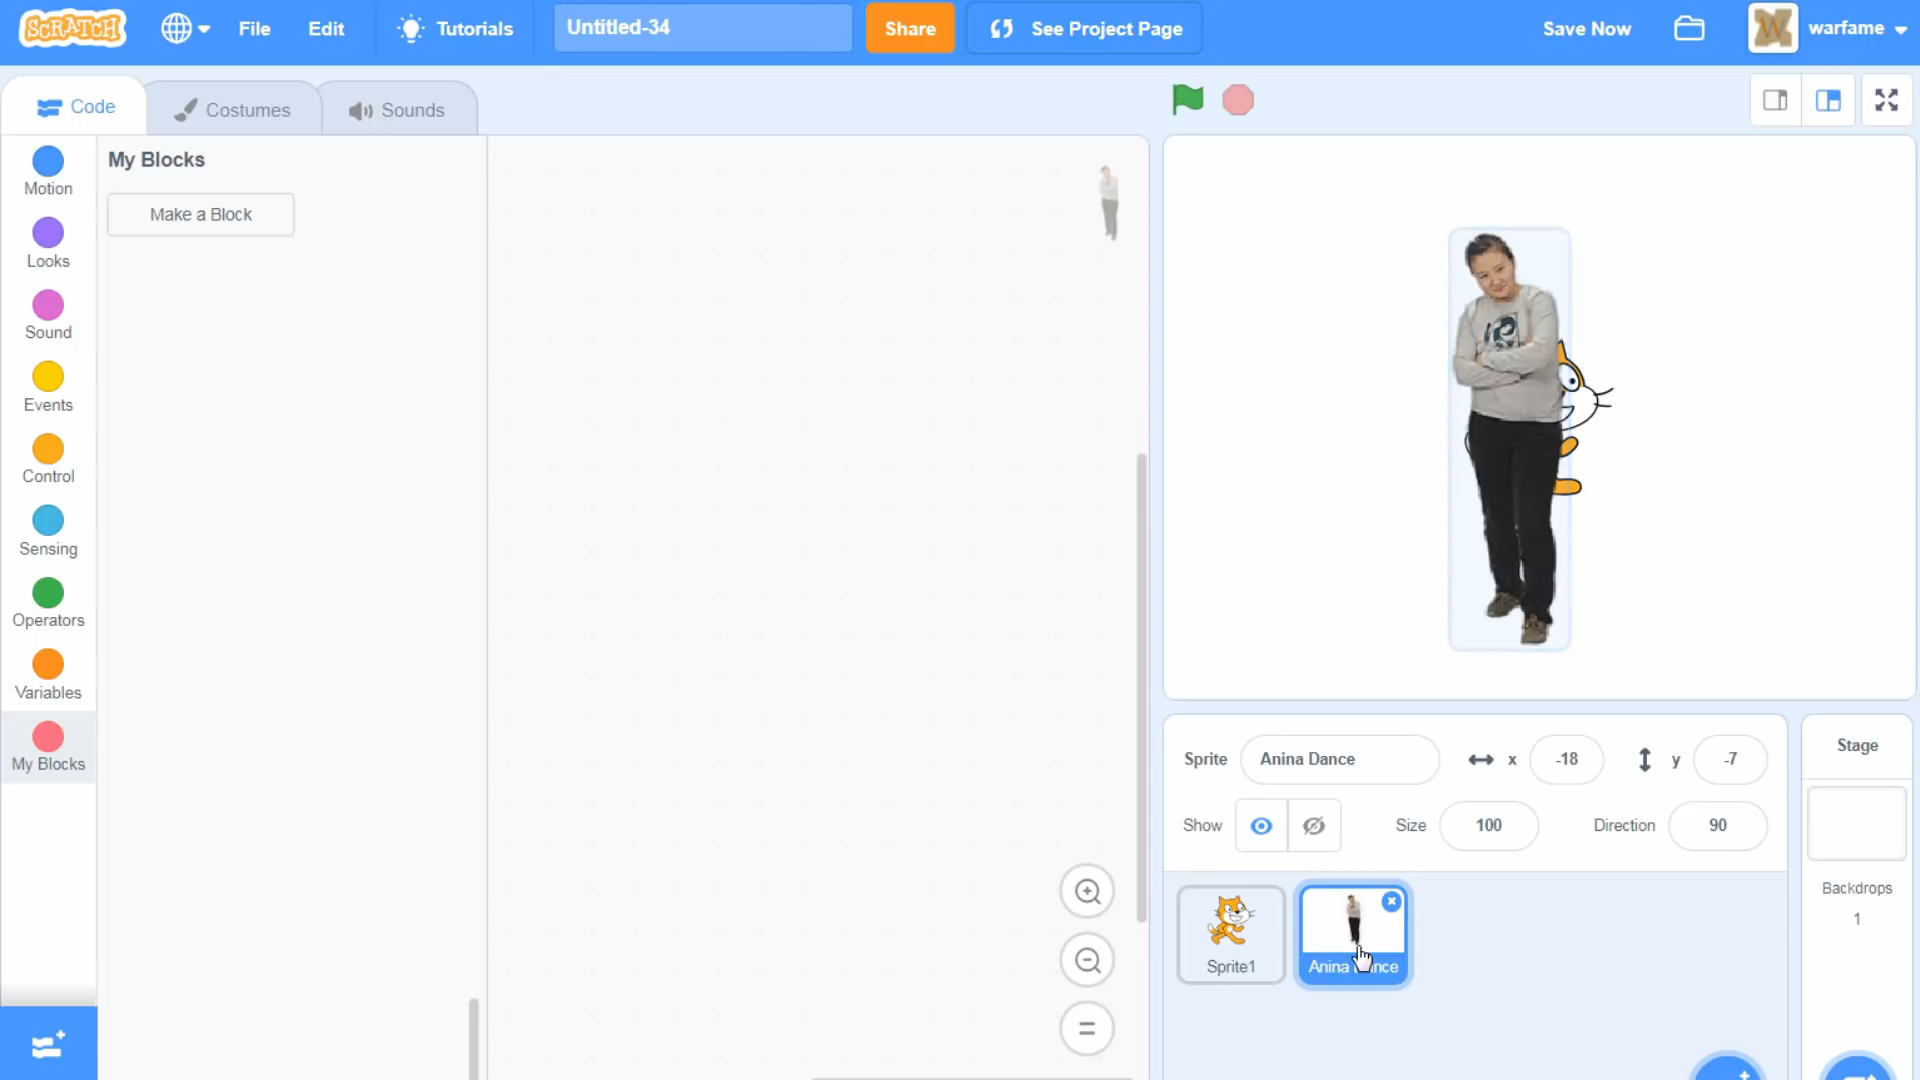 SCRATCH File Edit Tutorials Untitled-34 Share See Project Page Save Now warfame
Code Costumes Sounds
My Blocks
Make a Block
Motion
Looks
Sound
Events
Control
Sensing
Operators
Variables
My Blocks
Sprite Anina Dance x -18 y -7
Show Size 100 Direction 90
Sprite1
Anina
Stage
Backdrops
1